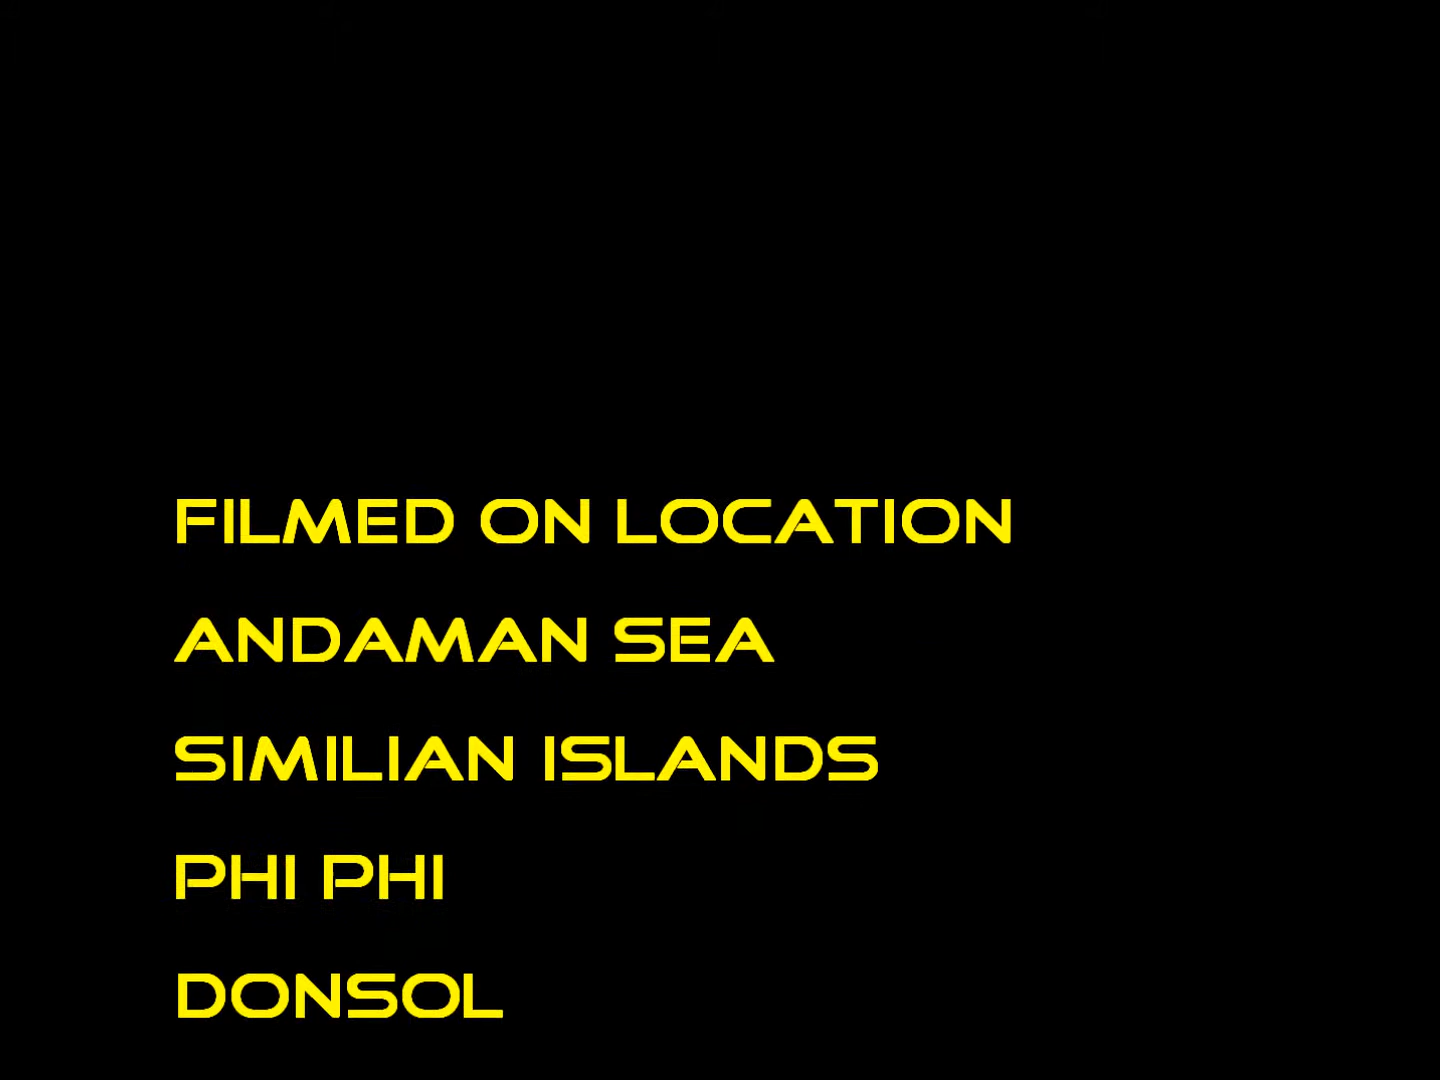 FILMED ON LOCATION
ANDAMAN SEA
SIMILIAN ISLANDS
PHI PHI
DONSOL